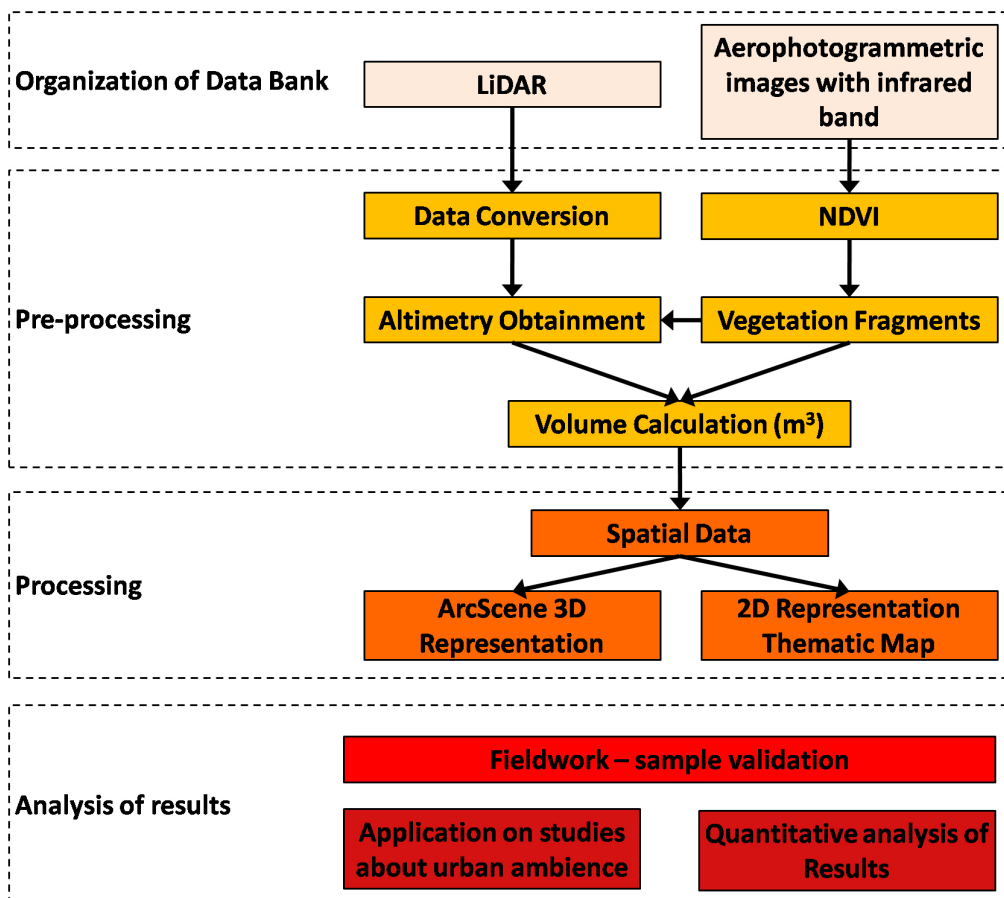 Organization of Data Bank
LiDAR
Aerophotogrammetric
images with infrared
band
Pre-processing
Data Conversion
NDVI
Altimetry Obtainment
Vegetation Fragments
Volume Calculation (m³)
Processing
Spatial Data
ArcScene 3D
Representation
2D Representation
Thematic Map
Analysis of results
Fieldwork – sample validation
Application on studies
about urban ambience
Quantitative analysis of
Results